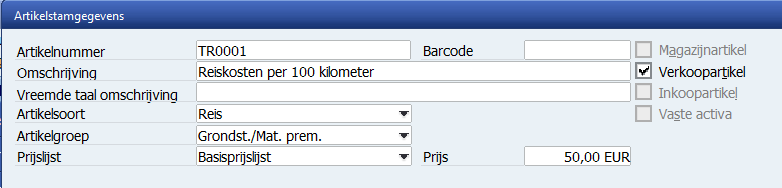 Artikelstamgegevens
Artikelnummer TR0001 Barcode Magazijnartikel
Omschrijving Reiskosten per 100 kilometer Verkoopartikel
Vreemde taal omschrijving Inkoopartikel
Artikelsoort Reis Vaste activa
Artikelgroep Grondst./Mat. prem.
Prijslijst Basisprijslijst Prijs 50,00 EUR